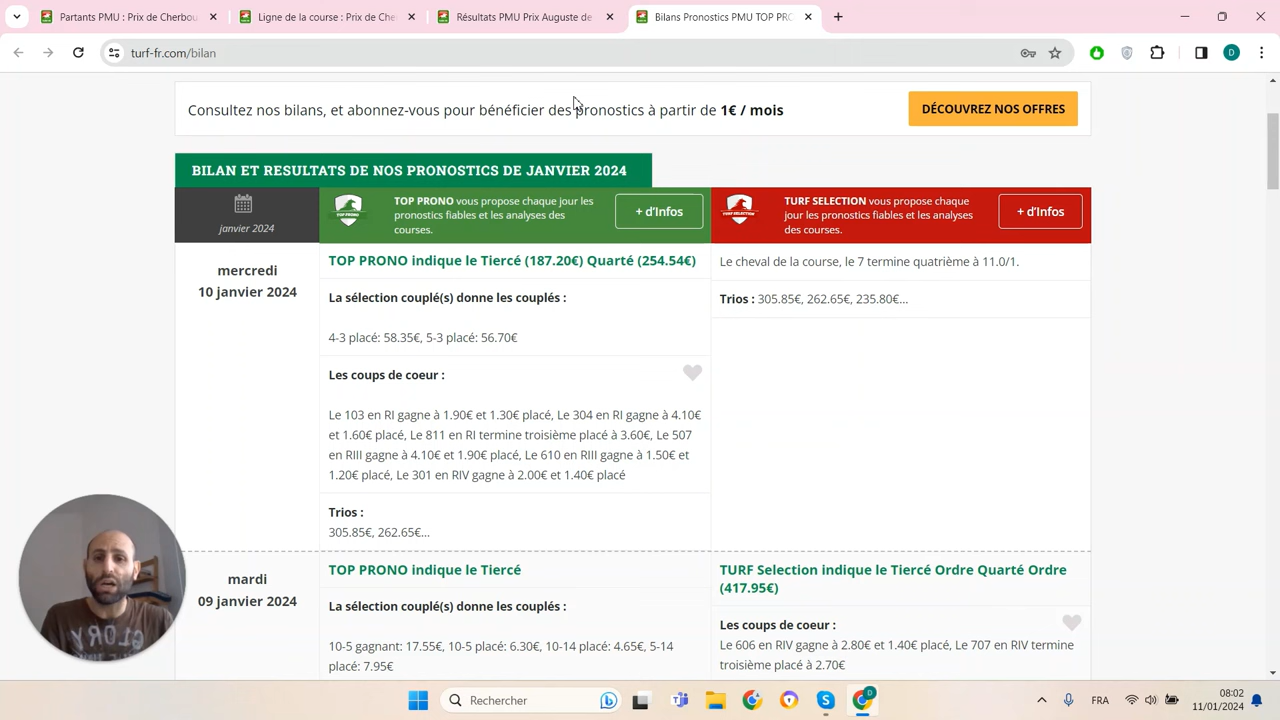 Partants PMU : Prix de Cherbou
Ligne de la course : Prix de Che
Résultats PMU Prix Auguste de
Bilans Pronostics PMU TOP PRO
turf-fr.com/bilan
D
Consultez nos bilans, et abonnez-vous pour bénéficier des pronostics à partir de 1€ / mois
DÉCOUVREZ NOS OFFRES
BILAN ET RESULTATS DE NOS PRONOSTICS DE JANVIER 2024
janvier 2024
TOP PRONO
TOP PRONO vous propose chaque jour les
pronostics fiables et les analyses des
courses.
+ d'Infos
TURF SELECTION
TURF SELECTION vous propose chaque
jour les pronostics fiables et les analyses
des courses.
+ d'Infos
mercredi
10 janvier 2024
TOP PRONO indique le Tiercé (187.20€) Quarté (254.54€)
La sélection couplé(s) donne les couplés :
4-3 placé: 58.35€, 5-3 placé: 56.70€
Les coups de coeur :
Le 103 en RI gagne à 1.90€ et 1.30€ placé, Le 304 en RI gagne à 4.10€
et 1.60€ placé, Le 811 en RI termine troisième placé à 3.60€, Le 507
en RIII gagne à 4.10€ et 1.90€ placé, Le 610 en RIII gagne à 1.50€ et
1.20€ placé, Le 301 en RIV gagne à 2.00€ et 1.40€ placé
Trios :
305.85€, 262.65€...
Le cheval de la course, le 7 termine quatrième à 11.0/1.
Trios : 305.85€, 262.65€, 235.80€...
mardi
09 janvier 2024
TOP PRONO indique le Tiercé
La sélection couplé(s) donne les couplés :
10-5 gagnant: 17.55€, 10-5 placé: 6.30€, 10-14 placé: 4.65€, 5-14
placé: 7.95€
TURF Selection indique le Tiercé Ordre Quarté Ordre
(417.95€)
Les coups de coeur :
Le 606 en RIV gagne à 2.80€ et 1.40€ placé, Le 707 en RIV termine
troisième placé à 2.70€
GLORY
Rechercher
D
FRA
08:02
11/01/2024